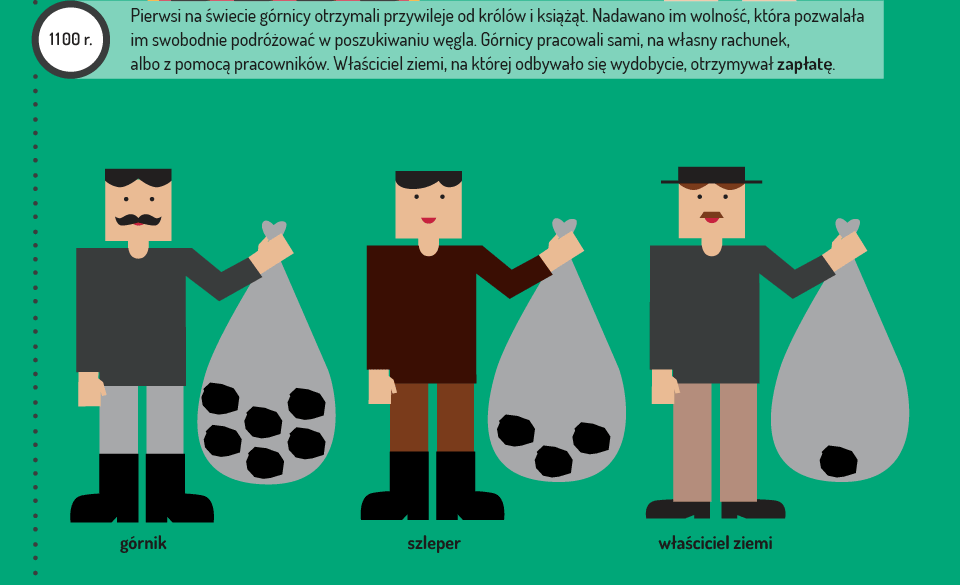 1100 r.
Pierwsi na świecie górnicy otrzymali przywileje od królów i książąt. Nadawano im wolność, która pozwalała
im swobodnie podróżować w poszukiwaniu węgla. Górnicy pracowali sami, na własny rachunek,
albo z pomocą pracowników. Właściciel ziemi, na której odbywało się wydobycie, otrzymywał zapłatę.
górnik
szleper
właściciel ziemi